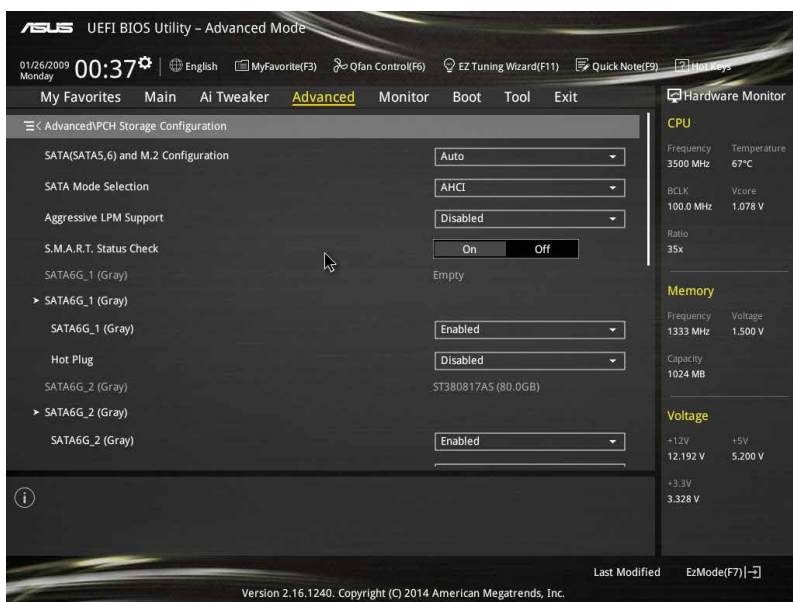 ASUS UEFI BIOS Utility – Advanced Mode
01/26/2009 Monday 00:37 English MyFavorite(F3) Qfan Control(F6) EZ Tuning Wizard(F11) Quick Note(F9) Hot Keys
My Favorites Main Ai Tweaker Advanced Monitor Boot Tool Exit
Advanced\PCH Storage Configuration
SATA(SATA5,6) and M.2 Configuration Auto
SATA Mode Selection AHCI
Aggressive LPM Support Disabled
S.M.A.R.T. Status Check On Off
SATA6G_1 (Gray) Empty
> SATA6G_1 (Gray)
SATA6G_1 (Gray) Enabled
Hot Plug Disabled
SATA6G_2 (Gray) ST380817AS (80.0GB)
> SATA6G_2 (Gray)
SATA6G_2 (Gray) Enabled
Hardware Monitor
CPU
Frequency Temperature
3500 MHz 67°C
BCLK Vcore
100.0 MHz 1.078 V
Ratio
35x
Memory
Frequency Voltage
1333 MHz 1.500 V
Capacity
1024 MB
Voltage
+12V +5V
12.192 V 5.200 V
+3.3V
3.328 V
Last Modified EzMode(F7)
Version 2.16.1240. Copyright (C) 2014 American Megatrends, Inc.